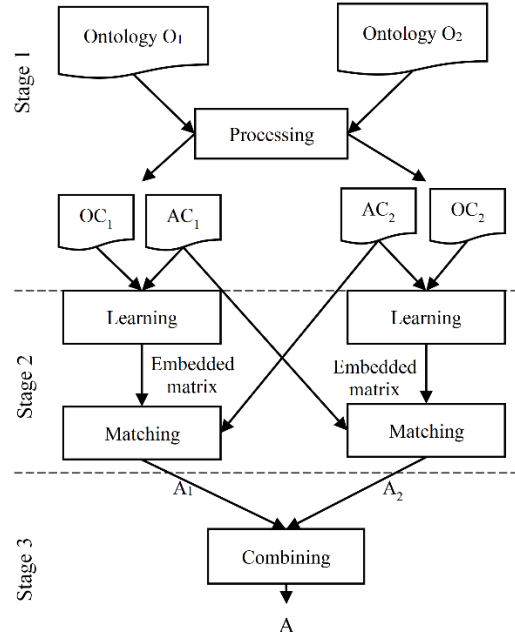 Stage 1
Ontology O₁
Ontology O₂
Processing
OC₁
AC₁
AC₂
OC₂
Stage 2
Learning
Learning
Embedded
matrix
Embedded
matrix
Matching
Matching
A₁
A₂
Stage 3
Combining
A